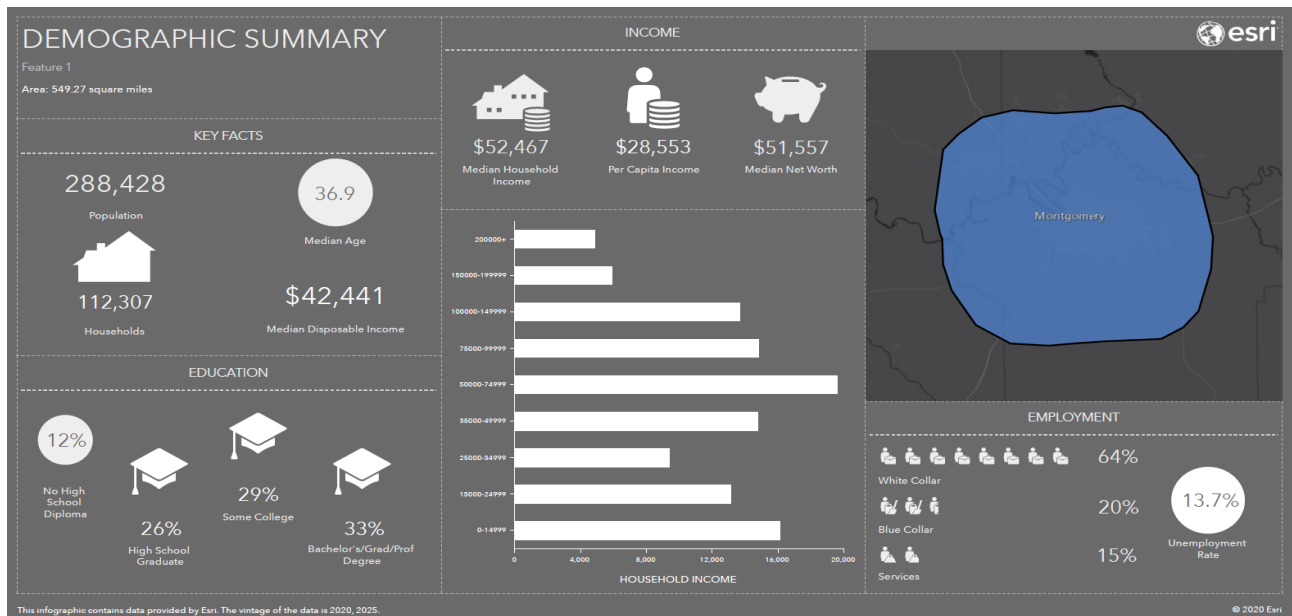 DEMOGRAPHIC SUMMARY
Feature 1
Area: 549.27 square miles
KEY FACTS
288,428
Population
36.9
Median Age
112,307
Households
$42,441
Median Disposable Income
EDUCATION
12%
No High
School
Diploma
26%
High School
Graduate
29%
Some College
33%
Bachelor's/Grad/Prof
Degree
INCOME
$52,467
Median Household
Income
$28,553
Per Capita Income
$51,557
Median Net Worth
200000+
150000-199999
100000-149999
75000-99999
50000-74999
35000-49999
25000-34999
15000-24999
0-14999
0
4,000
8,000
12,000
16,000
20,000
HOUSEHOLD INCOME
esri
Montgomery
EMPLOYMENT
64%
White Collar
20%
Blue Collar
15%
Services
13.7%
Unemployment
Rate
This infographic contains data provided by Esri. The vintage of the data is 2020, 2025.
© 2020 Esri